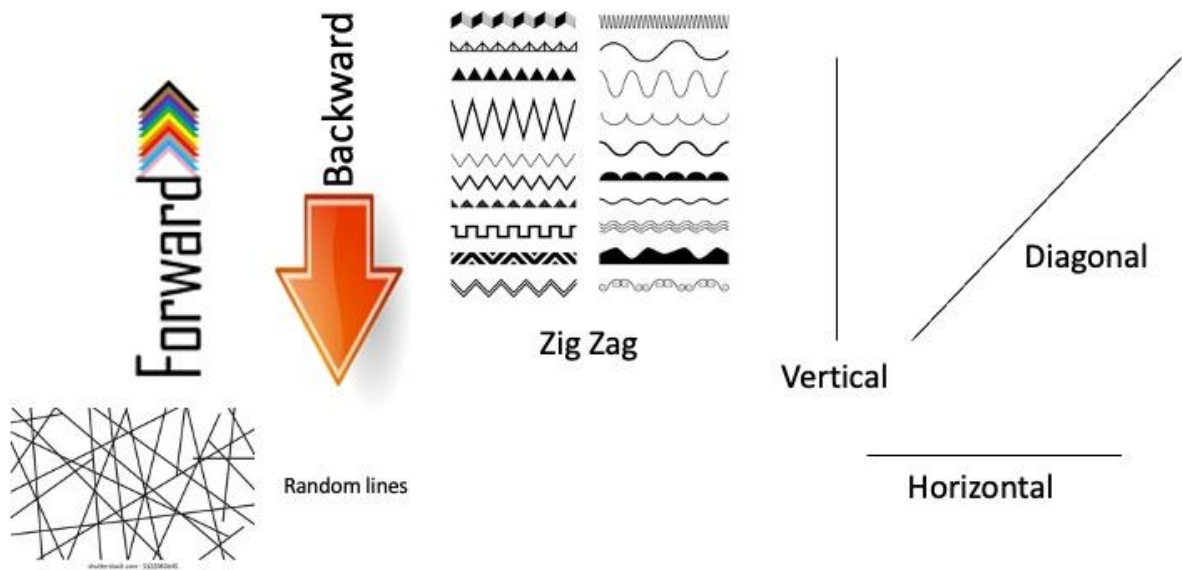 Forward
Backward
Zig Zag
Vertical
Diagonal
Horizontal
Random lines